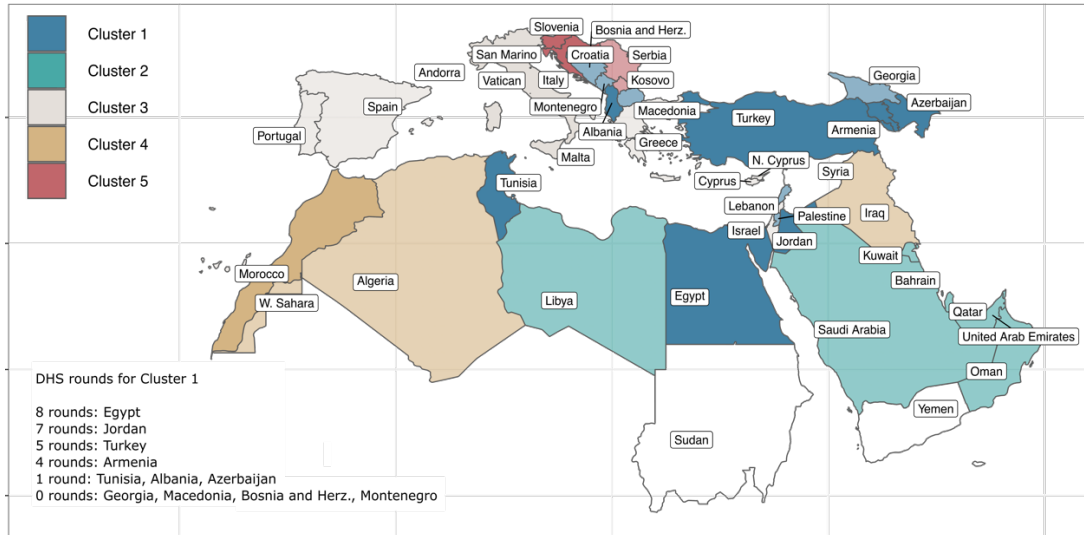 Cluster 1
Cluster 2
Cluster 3
Cluster 4
Cluster 5
Slovenia
Bosnia and Herz.
San Marino
Croatia
Serbia
Andorra
Vatican
Italy
Kosovo
Georgia
Spain
Montenegro
Macedonia
Turkey
Azerbaijan
Portugal
Albania
Greece
Armenia
Malta
N. Cyprus
Cyprus
Syria
Tunisia
Lebanon
Palestine
Iraq
Israel
Jordan
Kuwait
Morocco
Algeria
Bahrain
W. Sahara
Libya
Egypt
Qatar
Saudi Arabia
United Arab Emirates
Oman
Yemen
Sudan
DHS rounds for Cluster 1
8 rounds: Egypt
7 rounds: Jordan
5 rounds: Turkey
4 rounds: Armenia
1 round: Tunisia, Albania, Azerbaijan
0 rounds: Georgia, Macedonia, Bosnia and Herz., Montenegro